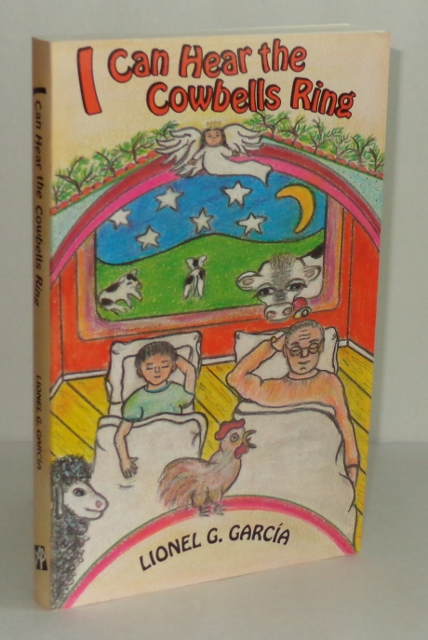 I Can Hear the
Cowbells Ring
LIONEL G. GARCÍA
I Can Hear the Cowbells Ring
LIONEL G. GARCÍA